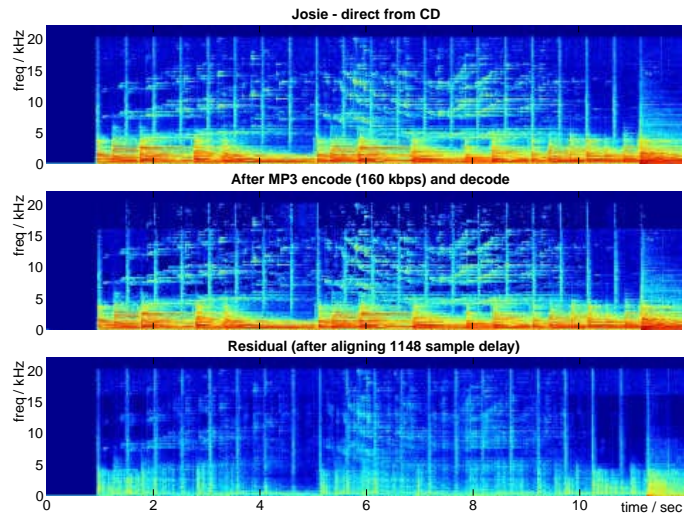 Josie - direct from CD
freq / kHz
20
15
10
5
0
After MP3 encode (160 kbps) and decode
freq / kHz
20
15
10
5
0
Residual (after aligning 1148 sample delay)
freq / kHz
20
15
10
5
0
0 2 4 6 8 10 time / sec